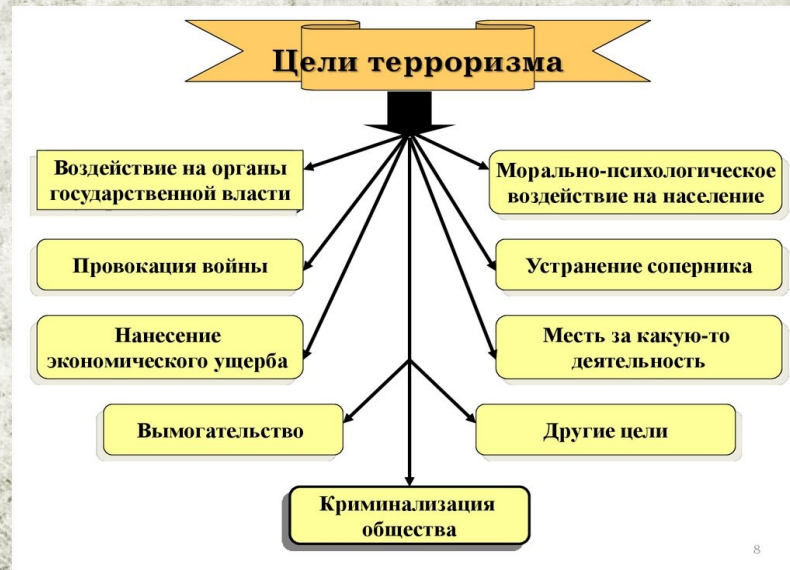 Цели терроризма
Воздействие на органы
государственной власти
Морально-психологическое
воздействие на население
Провокация войны
Устранение соперника
Нанесение
экономического ущерба
Месть за какую-то
деятельность
Вымогательство
Другие цели
Криминализация
общества
8